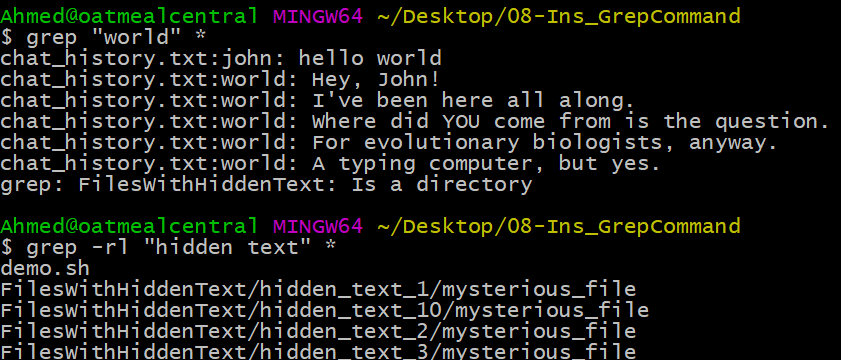 Ahmed@oatmealcentral MINGW64 ~/Desktop/08-Ins_GrepCommand
$ grep "world" *
chat_history.txt:john: hello world
chat_history.txt:world: Hey, John!
chat_history.txt:world: I've been here all along.
chat_history.txt:world: Where did YOU come from is the question.
chat_history.txt:world: For evolutionary biologists, anyway.
chat_history.txt:world: A typing computer, but yes.
grep: FilesWithHiddenText: Is a directory
Ahmed@oatmealcentral MINGW64 ~/Desktop/08-Ins_GrepCommand
$ grep -rl "hidden text" *
demo.sh
FilesWithHiddenText/hidden_text_1/mysterious_file
FilesWithHiddenText/hidden_text_10/mysterious_file
FilesWithHiddenText/hidden_text_2/mysterious_file
FilesWithHiddenText/hidden_text_3/mysterious_file